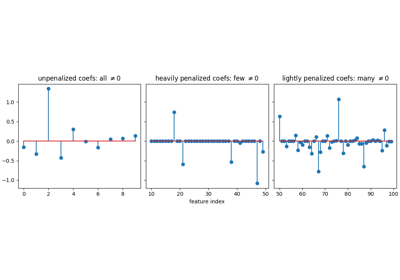 unpenalized coefs: all ≠0
heavily penalized coefs: few ≠0
lightly penalized coefs: many ≠0
1.0
0.5
0.0
−0.5
−1.0
0 2 4 6 8
10 20 30 40 50
50 60 70 80 90 100
feature index